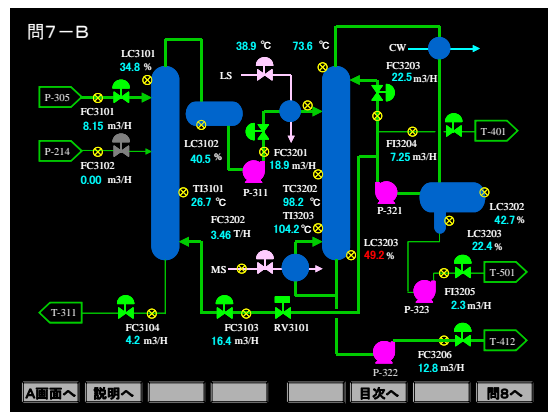 問7－B
LC3101
34.8 %
38.9 ℃
73.6 ℃
CW
FC3203
22.5 m3/H
LS
P-305
FC3101
8.15 m3/H
P-214
FC3102
0.00 m3/H
LC3102
40.5 %
FC3201
18.9 m3/H
FI3204
7.25 m3/H
T-401
TI3101
26.7 ℃
P-311
TC3202
98.2 ℃
P-321
FC3202
3.46 T/H
TI3203
104.2 ℃
LC3202
42.7 %
LC3203
22.4 %
LC3203
49.2 %
MS
P-323
FI3205
2.3 m3/H
T-501
T-311
FC3104
4.2 m3/H
FC3103
16.4 m3/H
RV3101
P-322
FC3206
12.8 m3/H
T-412
A画面へ
説明へ
目次へ
問8へ